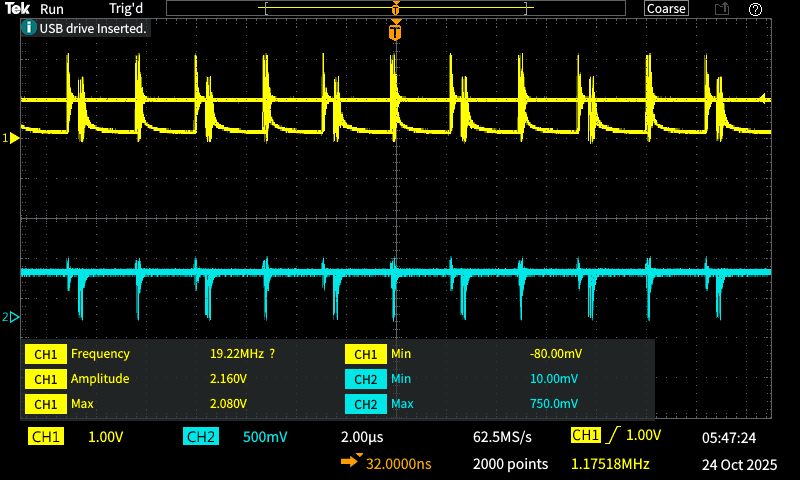 Tek Run Trig'd T Coarse
i USB drive Inserted.
T
1
2
CH1 Frequency 19.22MHz ? CH1 Min -80.00mV
CH1 Amplitude 2.160V CH2 Min 10.00mV
CH1 Max 2.080V CH2 Max 750.0mV
CH1 1.00V CH2 500mV 2.00µs 62.5MS/s CH1 1.00V 05:47:24
32.0000ns 2000 points 1.17518MHz 24 Oct 2025